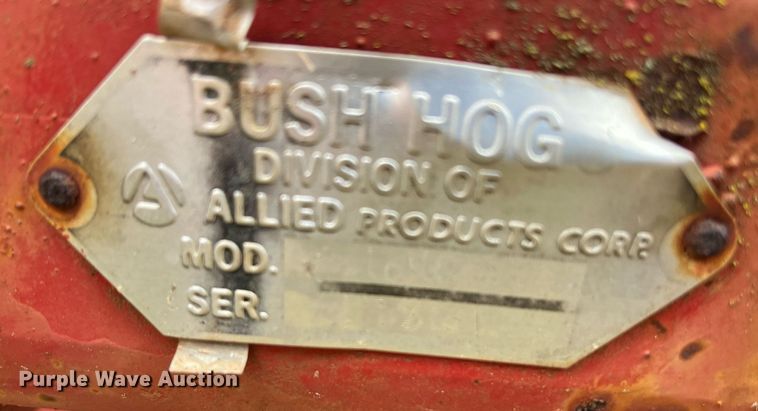 BUSH HOG
DIVISION OF
ALLIED PRODUCTS CORP.
MOD.
SER.
Purple Wave Auction